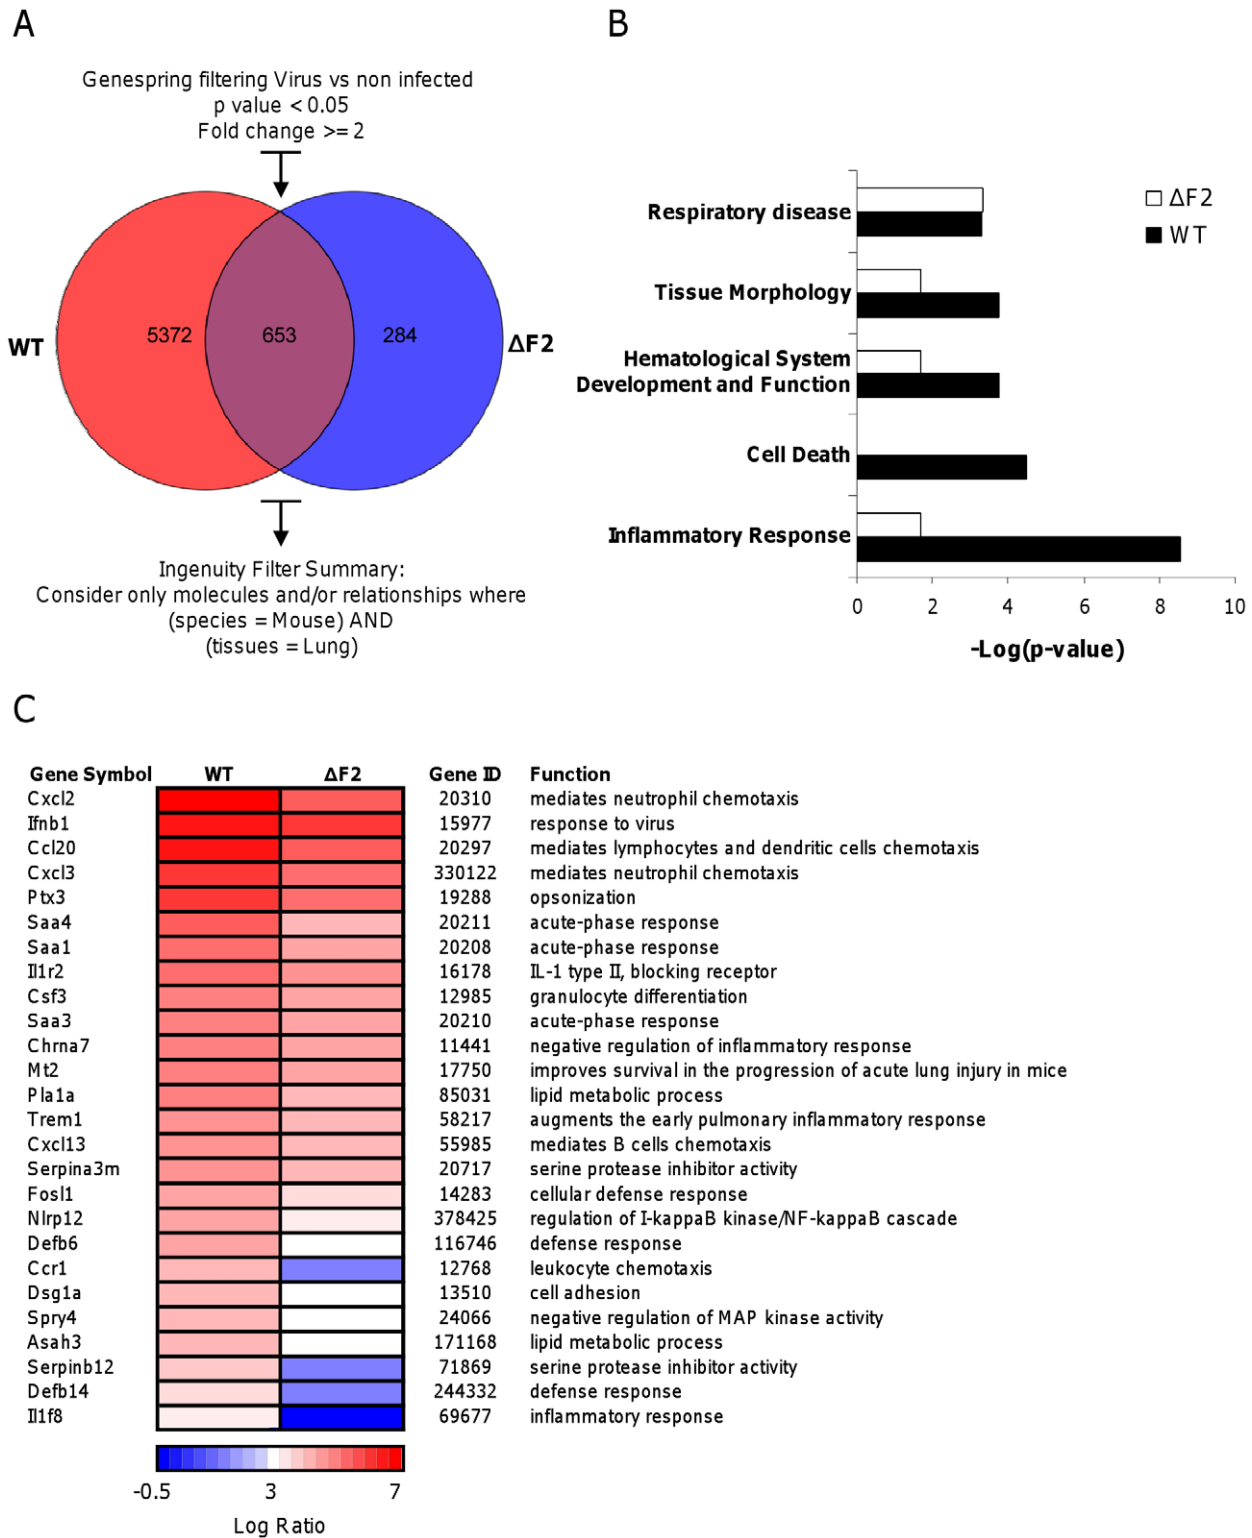 A
Genespring filtering Virus vs non infected
p value < 0.05
Fold change >= 2
WT
5372
653
284
ΔF2
Ingenuity Filter Summary:
Consider only molecules and/or relationships where
(species = Mouse) AND
(tissues = Lung)
B
Respiratory disease
Tissue Morphology
Hematological System
Development and Function
Cell Death
Inflammatory Response
ΔF2
WT
0 2 4 6 8 10
-Log(p-value)
C
Gene Symbol WT ΔF2 Gene ID Function
Cxcl2 20310 mediates neutrophil chemotaxis
Ifnb1 15977 response to virus
Ccl20 20297 mediates lymphocytes and dendritic cells chemotaxis
Cxcl3 330122 mediates neutrophil chemotaxis
Ptx3 19288 opsonization
Saa4 20211 acute-phase response
Saa1 20208 acute-phase response
Il1r2 16178 IL-1 type II, blocking receptor
Csf3 12985 granulocyte differentiation
Saa3 20210 acute-phase response
Chrna7 11441 negative regulation of inflammatory response
Mt2 17750 improves survival in the progression of acute lung injury in mice
Pla1a 85031 lipid metabolic process
Trem1 58217 augments the early pulmonary inflammatory response
Cxcl13 55985 mediates B cells chemotaxis
Serpina3m 20717 serine protease inhibitor activity
Fosl1 14283 cellular defense response
Nlrp12 378425 regulation of I-kappaB kinase/NF-kappaB cascade
Defb6 116746 defense response
Ccr1 12768 leukocyte chemotaxis
Dsg1a 13510 cell adhesion
Spry4 24066 negative regulation of MAP kinase activity
Asah3 171168 lipid metabolic process
Serpinb12 71869 serine protease inhibitor activity
Defb14 244332 defense response
Il1f8 69677 inflammatory response
-0.5 3 7
Log Ratio